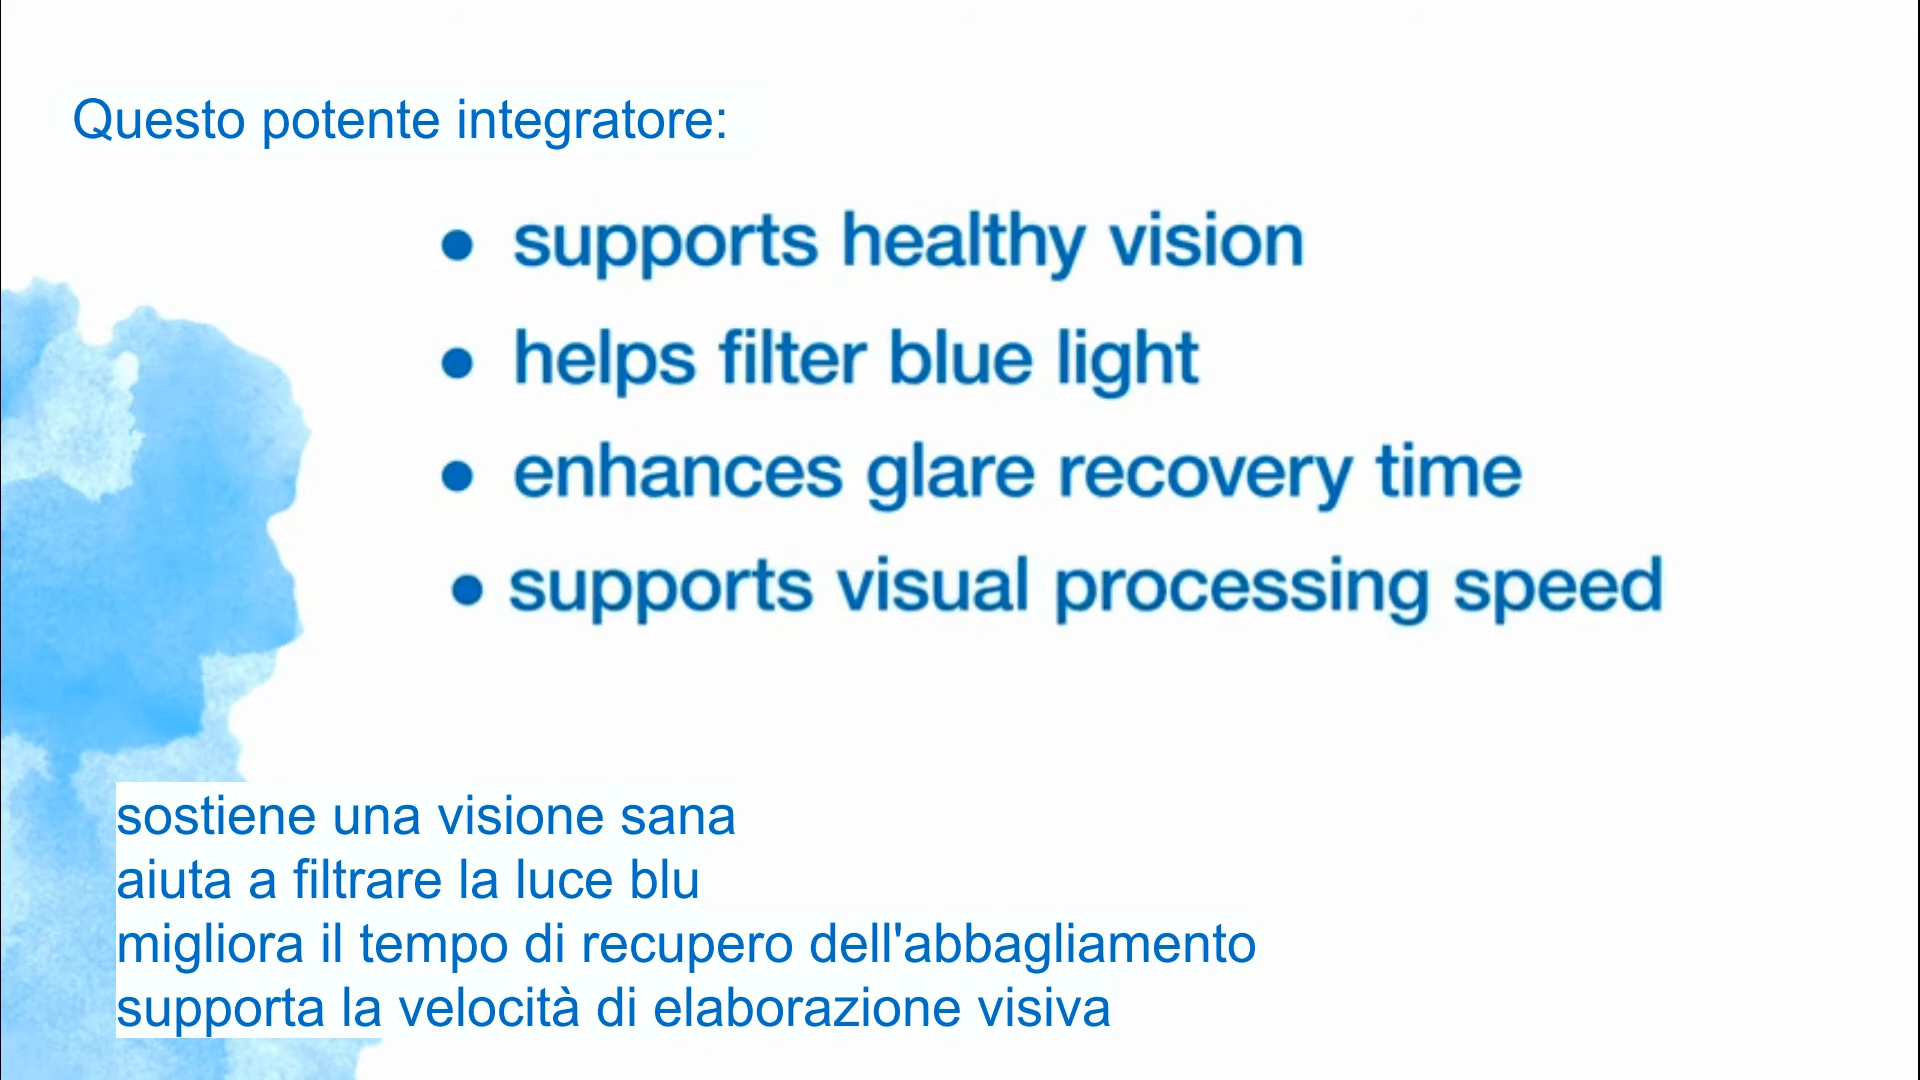 Questo potente integratore:
• supports healthy vision
• helps filter blue light
• enhances glare recovery time
• supports visual processing speed
sostiene una visione sana
aiuta a filtrare la luce blu
migliora il tempo di recupero dell'abbagliamento
supporta la velocità di elaborazione visiva